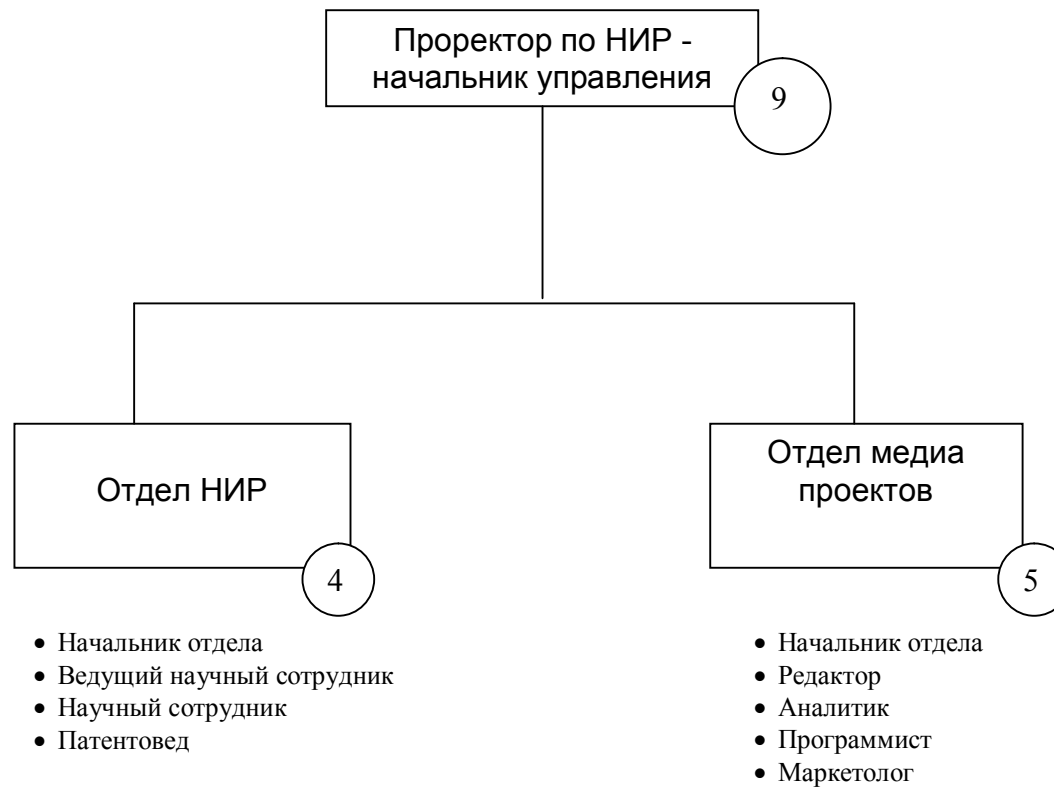 Проректор по НИР -
начальник управления
9
Отдел НИР
4
• Начальник отдела
• Ведущий научный сотрудник
• Научный сотрудник
• Патентовед
Отдел медиа
проектов
5
• Начальник отдела
• Редактор
• Аналитик
• Программист
• Маркетолог